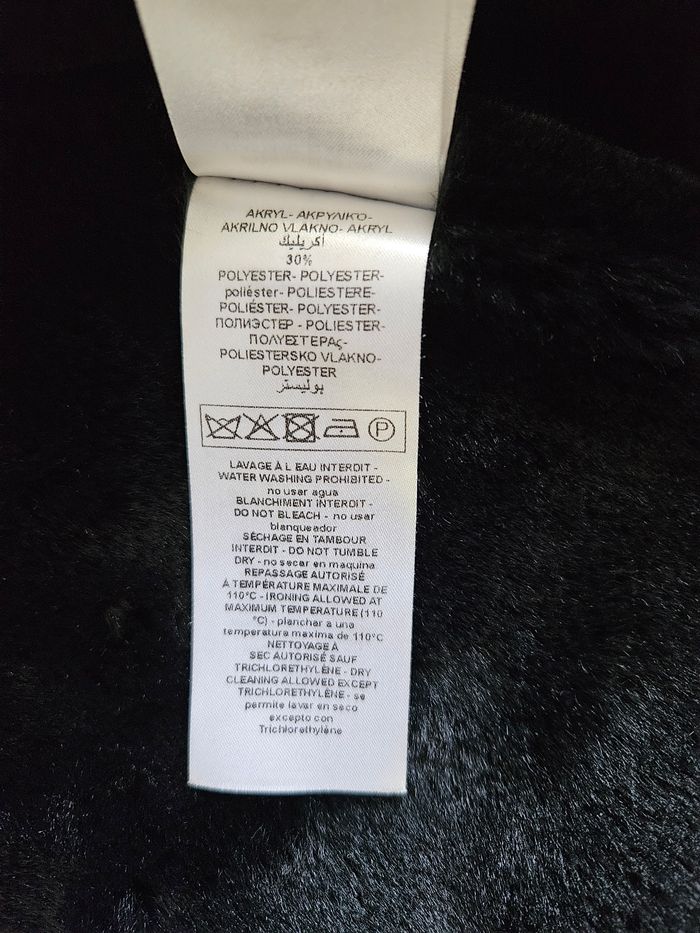 AKRYL- ΑΚΡΥΛΙΚΟ-
AKRILNO VLAKNO- AKRYL
أكريليك
30%
POLYESTER- POLYESTER-
poliéster- POLIESTERE-
POLIÉSTER- POLYESTER-
ПОЛИЭСТЕР - POLIESTER-
ΠΟΛΥΕΣΤΕΡΑς-
POLIESTERSKO VLAKNO-
POLYESTER
بوليستر
P
LAVAGE À L EAU INTERDIT -
WATER WASHING PROHIBITED -
no usar agua
BLANCHIMENT INTERDIT -
DO NOT BLEACH - no usar
blanqueador
SÉCHAGE EN TAMBOUR
INTERDIT - DO NOT TUMBLE
DRY - no secar en maquina
REPASSAGE AUTORISÉ
À TEMPÉRATURE MAXIMALE DE
110°C - IRONING ALLOWED AT
MAXIMUM TEMPERATURE (110
°C) - planchar a una
temperatura maxima de 110°C
NETTOYAGE À
SEC AUTORISÉ SAUF
TRICHLORETHYLÈNE - DRY
CLEANING ALLOWED EXCEPT
TRICHLORETHYLÈNE - se
permite lavar en seco
excepto con
Trichlorethylène